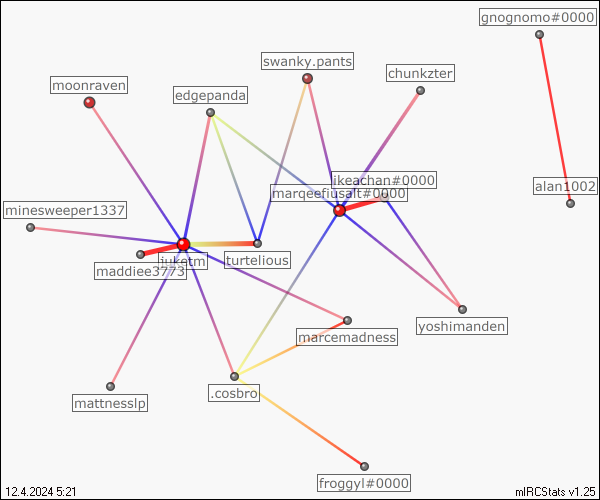 gnognomo#0000
swanky.pants
chunkzter
moonraven
edgepanda
ikeachan#0000
alan1002
marqeefiusalt#0000
minesweeper1337
turtelious
maddiee3773
marcemadness
yoshimanden
.cosbro
mattnesslp
froggyl#0000
12.4.2024 5:21
mIRCStats v1.25